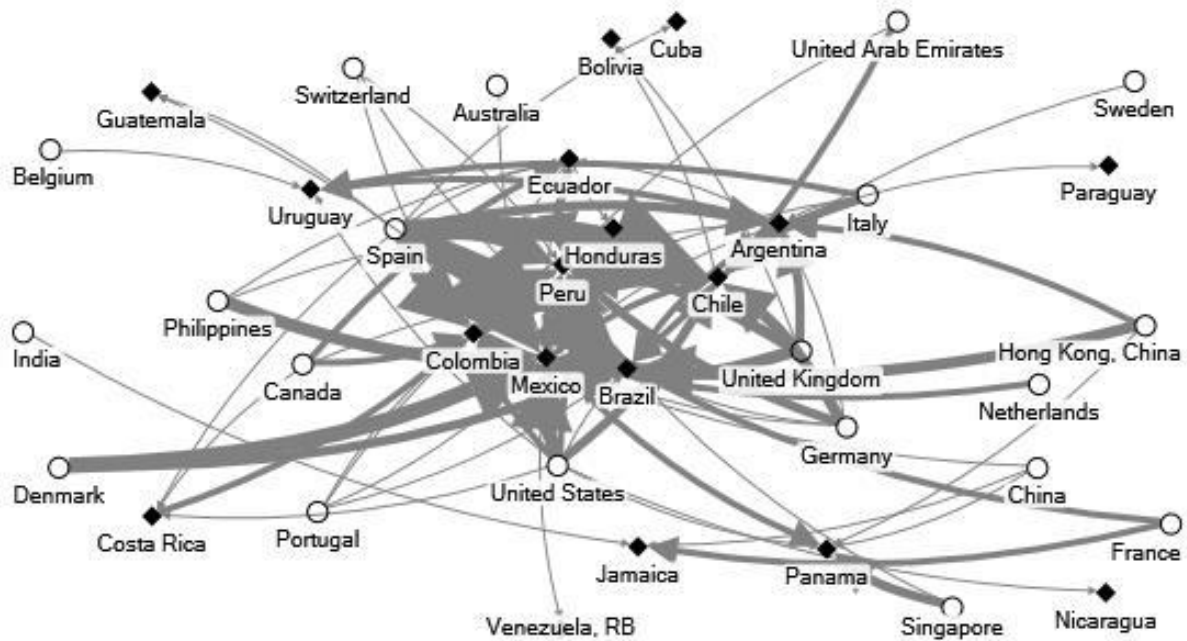 Cuba
United Arab Emirates
Bolivia
Switzerland
Australia
Sweden
Guatemala
Belgium
Ecuador
Paraguay
Uruguay
Italy
Spain
Honduras
Argentina
Peru
Chile
Philippines
India
Colombia
Hong Kong, China
Canada
Mexico
Brazil
United Kingdom
Netherlands
Germany
Denmark
United States
China
Costa Rica
Portugal
France
Jamaica
Panama
Nicaragua
Venezuela, RB
Singapore